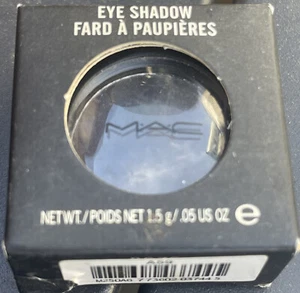 EYE SHADOW
FARD À PAUPIÈRES
MAC
NET WT./POIDS NET 1.5 g/.05 US OZ e